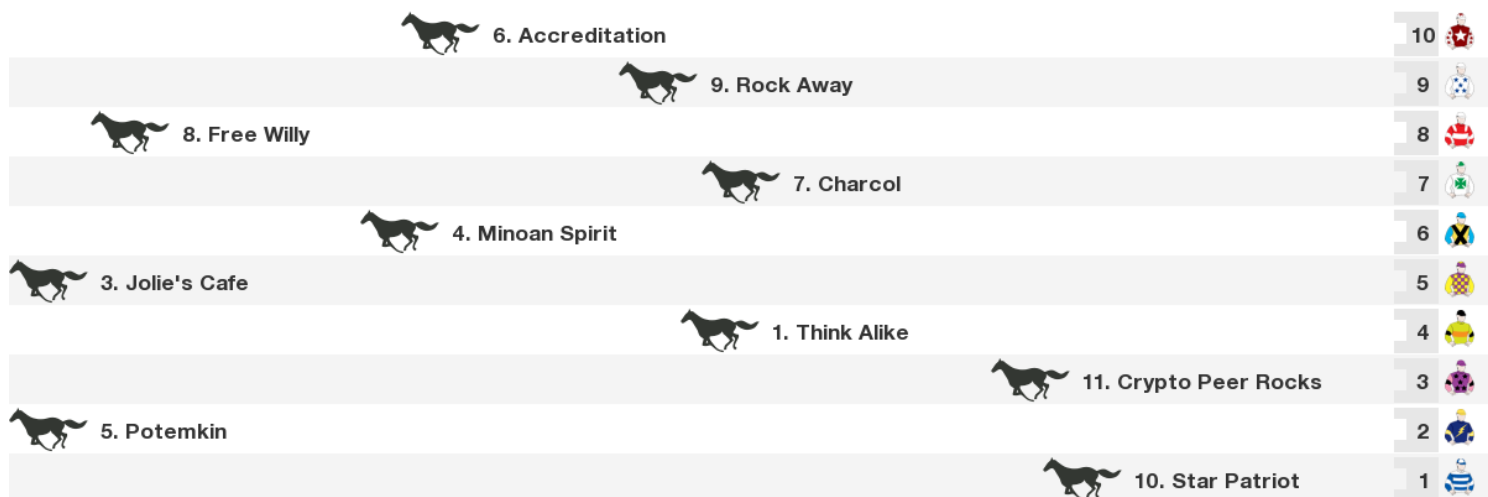 6. Accreditation 10
9. Rock Away 9
8. Free Willy 8
7. Charcol 7
4. Minoan Spirit 6
3. Jolie's Cafe 5
1. Think Alike 4
11. Crypto Peer Rocks 3
5. Potemkin 2
10. Star Patriot 1